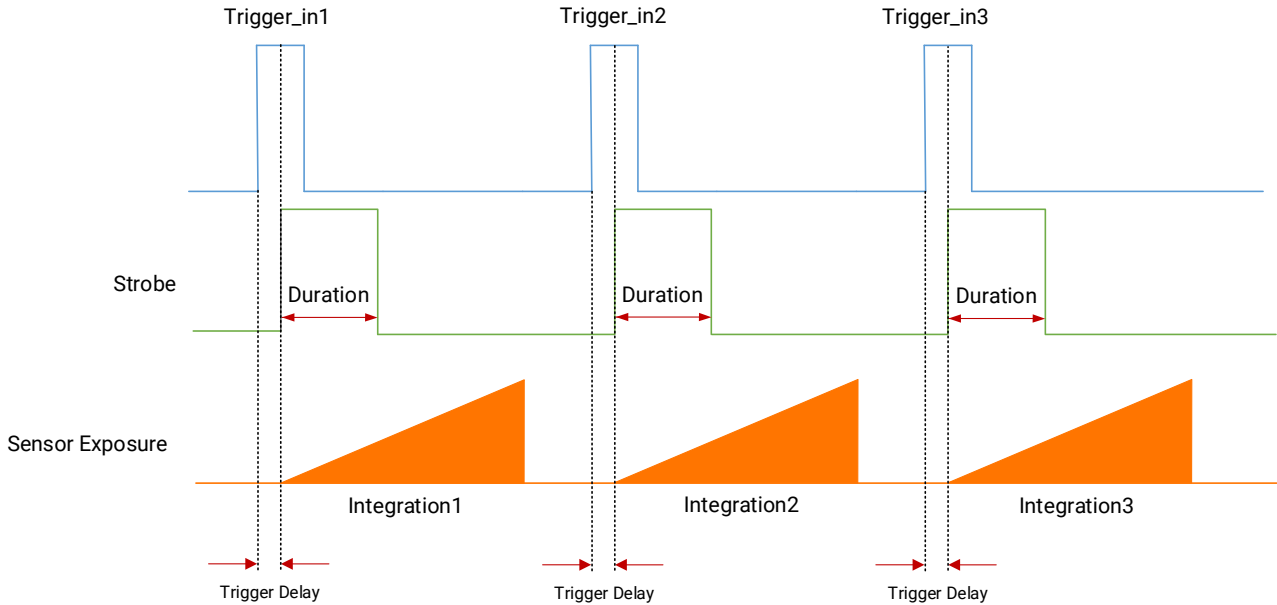 Trigger_in1
Trigger_in2
Trigger_in3
Strobe
Duration
Duration
Duration
Sensor Exposure
Integration1
Integration2
Integration3
Trigger Delay
Trigger Delay
Trigger Delay